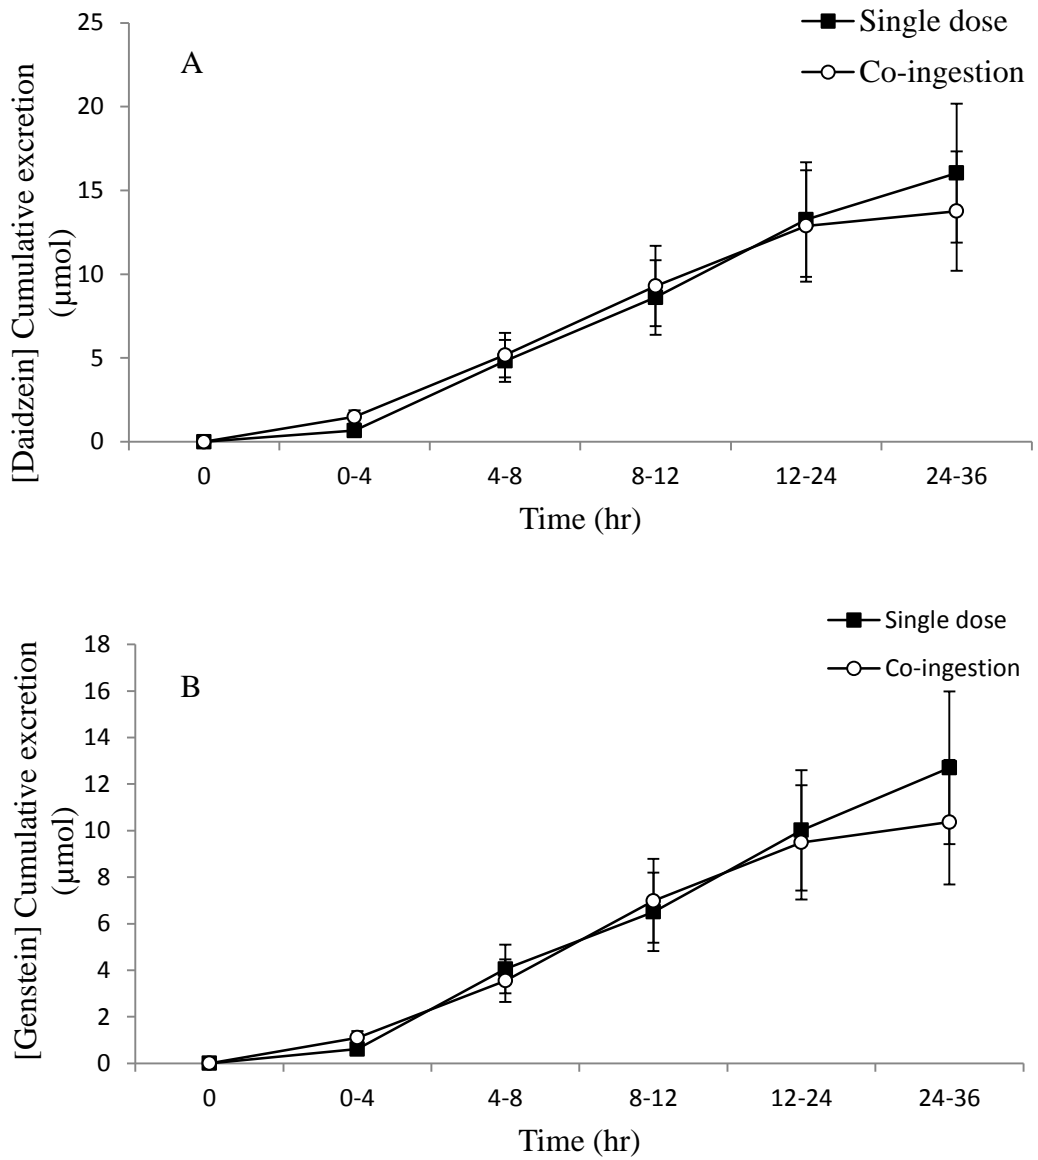 25
Single dose
A
Co-ingestion
20
15
10
5
0
[Daidzein] Cumulative excretion
(µmol)
0 0-4 4-8 8-12 12-24 24-36
Time (hr)
Single dose
18
B
Co-ingestion
16
14
12
10
8
6
4
2
0
[Genstein] Cumulative excretion
(µmol)
0 0-4 4-8 8-12 12-24 24-36
Time (hr)